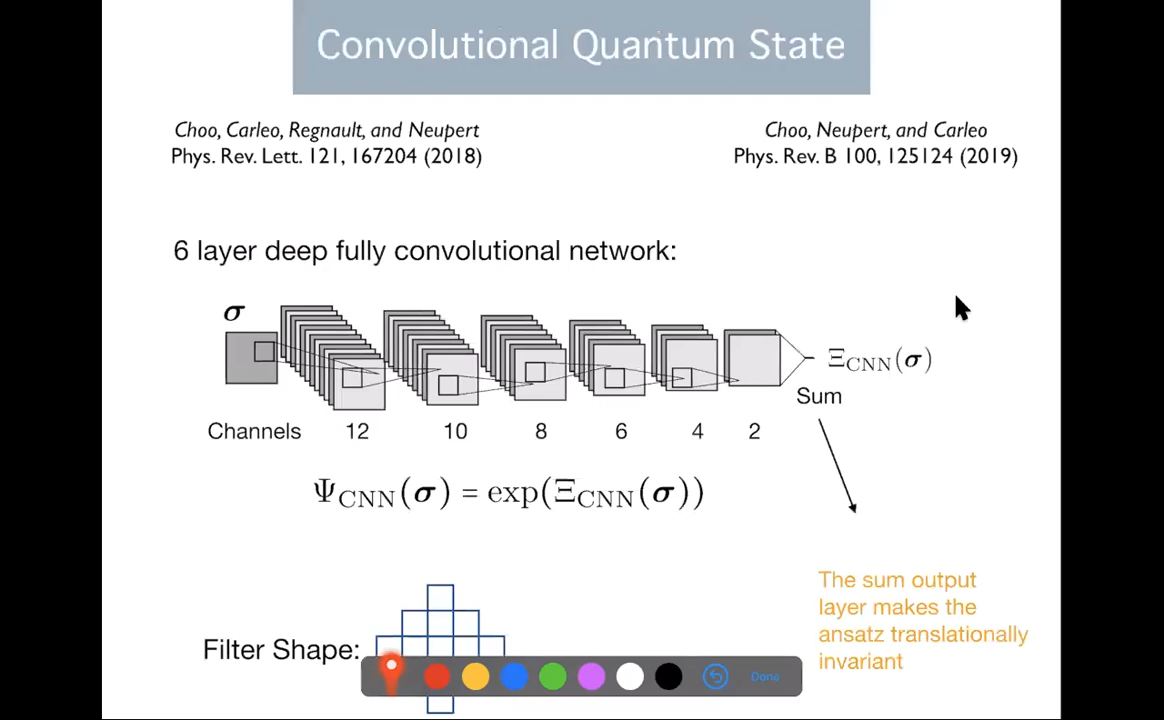 Convolutional Quantum State
Choo, Carleo, Regnault, and Neupert
Phys. Rev. Lett. 121, 167204 (2018)
Choo, Neupert, and Carleo
Phys. Rev. B 100, 125124 (2019)
6 layer deep fully convolutional network:
σ
Ξ_CNN(σ)
Sum
Channels 12 10 8 6 4 2
Ψ_CNN(σ) = exp(Ξ_CNN(σ))
The sum output
layer makes the
ansatz translationally
invariant
Filter Shape:
Done